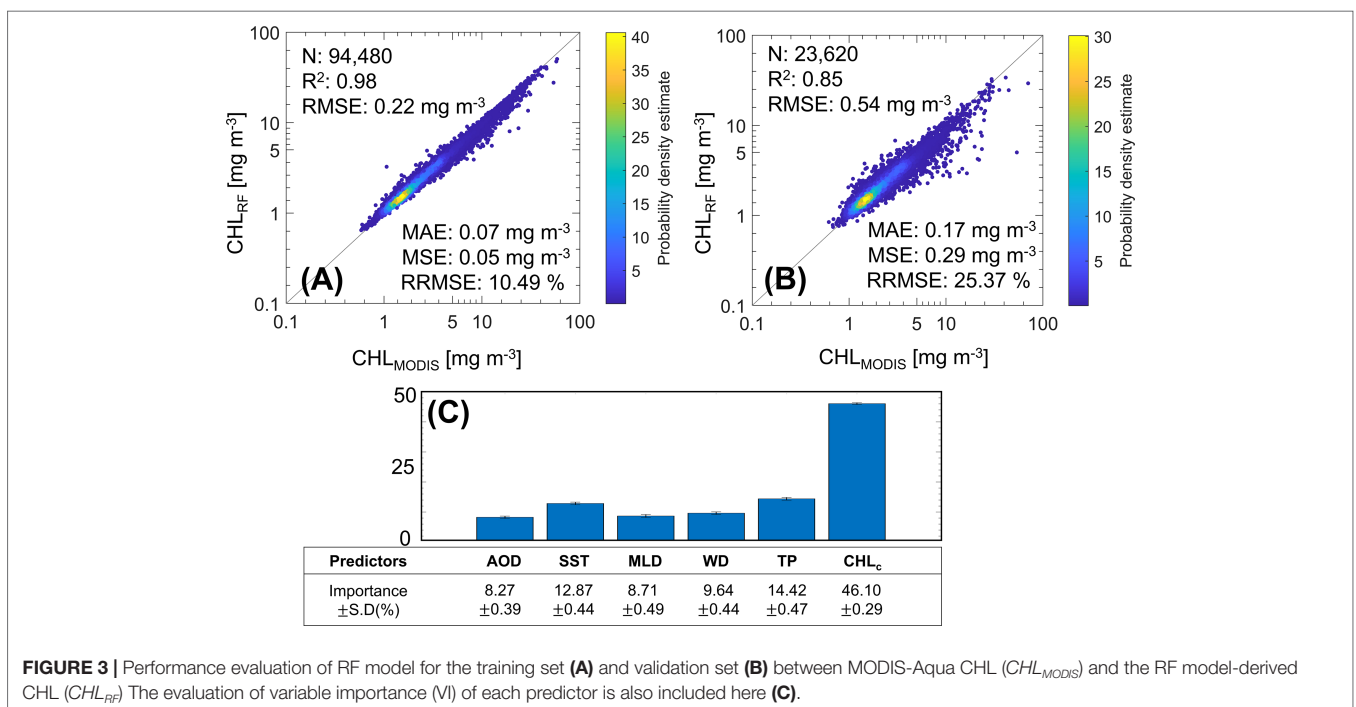 100
10
5
1
0.1
CHL_RF [mg m-3]
N: 94,480
R2: 0.98
RMSE: 0.22 mg m-3
MAE: 0.07 mg m-3
MSE: 0.05 mg m-3
RRMSE: 10.49 %
(A)
0.1 1 5 10 100
CHL_MODIS [mg m-3]
40
35
30
25
20
15
10
5
Probability density estimate
100
10
5
1
0.1
CHL_RF [mg m-3]
N: 23,620
R2: 0.85
RMSE: 0.54 mg m-3
MAE: 0.17 mg m-3
MSE: 0.29 mg m-3
RRMSE: 25.37 %
(B)
0.1 1 5 10 100
CHL_MODIS [mg m-3]
30
25
20
15
10
5
Probability density estimate
50
25
0
(C)
Predictors AOD SST MLD WD TP CHLc
Importance 8.27 12.87 8.71 9.64 14.42 46.10
±S.D(%) ±0.39 ±0.44 ±0.49 ±0.44 ±0.47 ±0.29
FIGURE 3 | Performance evaluation of RF model for the training set (A) and validation set (B) between MODIS-Aqua CHL (CHL_MODIS) and the RF model-derived
CHL (CHL_RF) The evaluation of variable importance (VI) of each predictor is also included here (C).